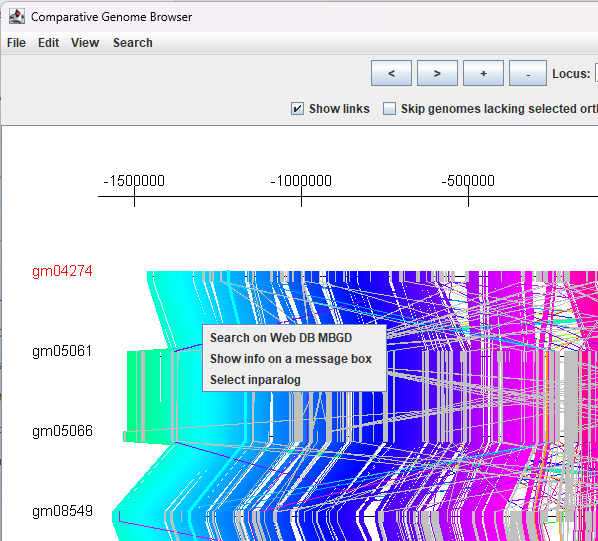 Comparative Genome Browser
File Edit View Search
< > + - Locus:
Show links Skip genomes lacking selected ort
-1500000 -1000000 -500000
gm04274
gm05061
Search on Web DB MBGD
Show info on a message box
Select inparalog
gm05066
gm08549